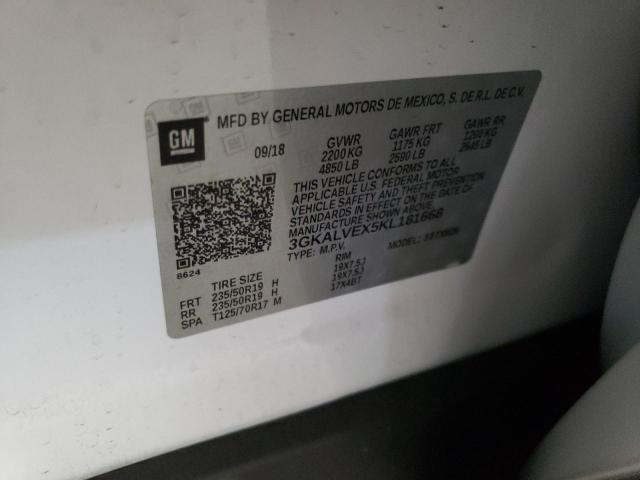 GM
MFD BY GENERAL MOTORS DE MEXICO, S. DE R.L. DE C.V.
09/18
GVWR GAWR FRT GAWR RR
2200 KG 1175 KG 1200 KG
4850 LB 2590 LB 2645 LB
THIS VEHICLE CONFORMS TO ALL
APPLICABLE U.S. FEDERAL MOTOR
VEHICLE SAFETY AND THEFT PREVENTION
STANDARDS IN EFFECT ON THE DATE OF
MANUFACTURE SHOWN ABOVE.
3GKALVEX5KL181668
TYPE: M.P.V. MODEL:
8624
TIRE SIZE RIM
FRT 235/50R19 H 19X7.5J
RR 235/50R19 H 19X7.5J
SPA T125/70R17 M 17X4BT